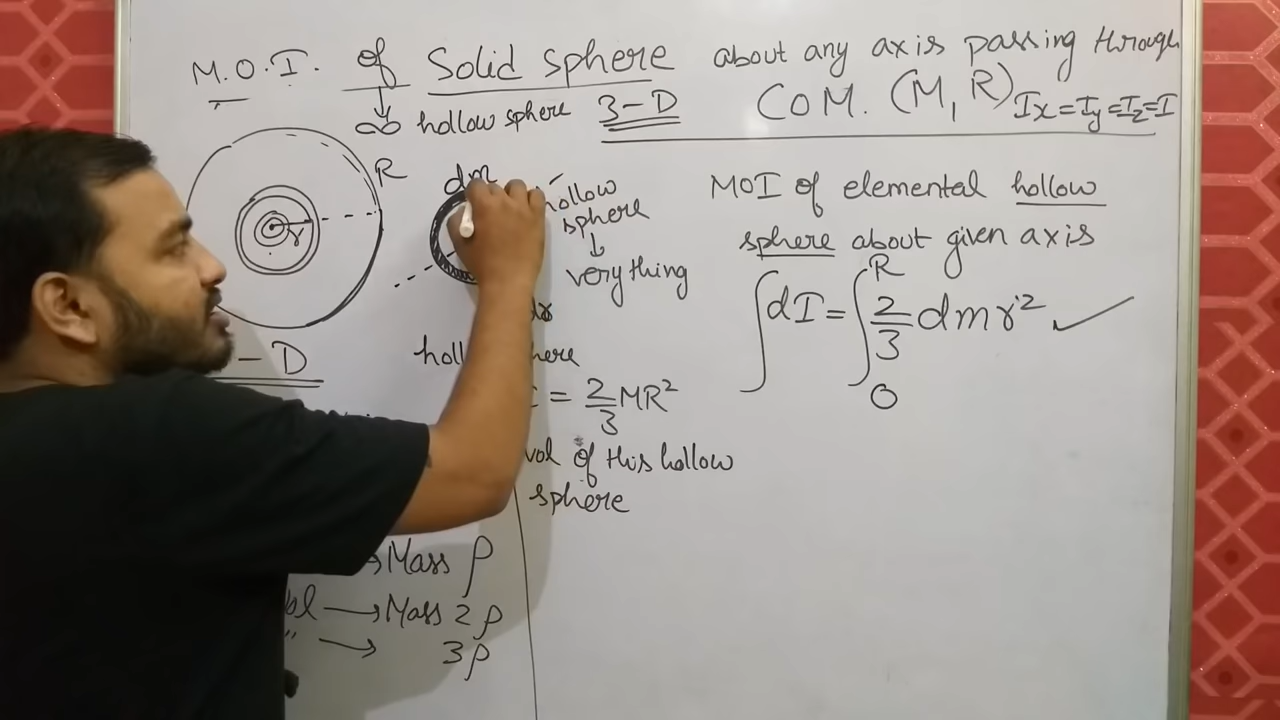 M.O.I. of Solid sphere about any axis passing through
∞ hollow sphere 3-D COM. (M, R) Ix=Iy=Iz=I
R
r
-D
dm
hollow
sphere
↓
very thing
dr
= 2/3 MR²
vol of this hollow
sphere
→ Mass ρ
→ Mass 2ρ
" → 3ρ
MOI of elemental hollow
sphere about given axis
∫dI = ∫₀ᴿ 2/3 dm r² ✓